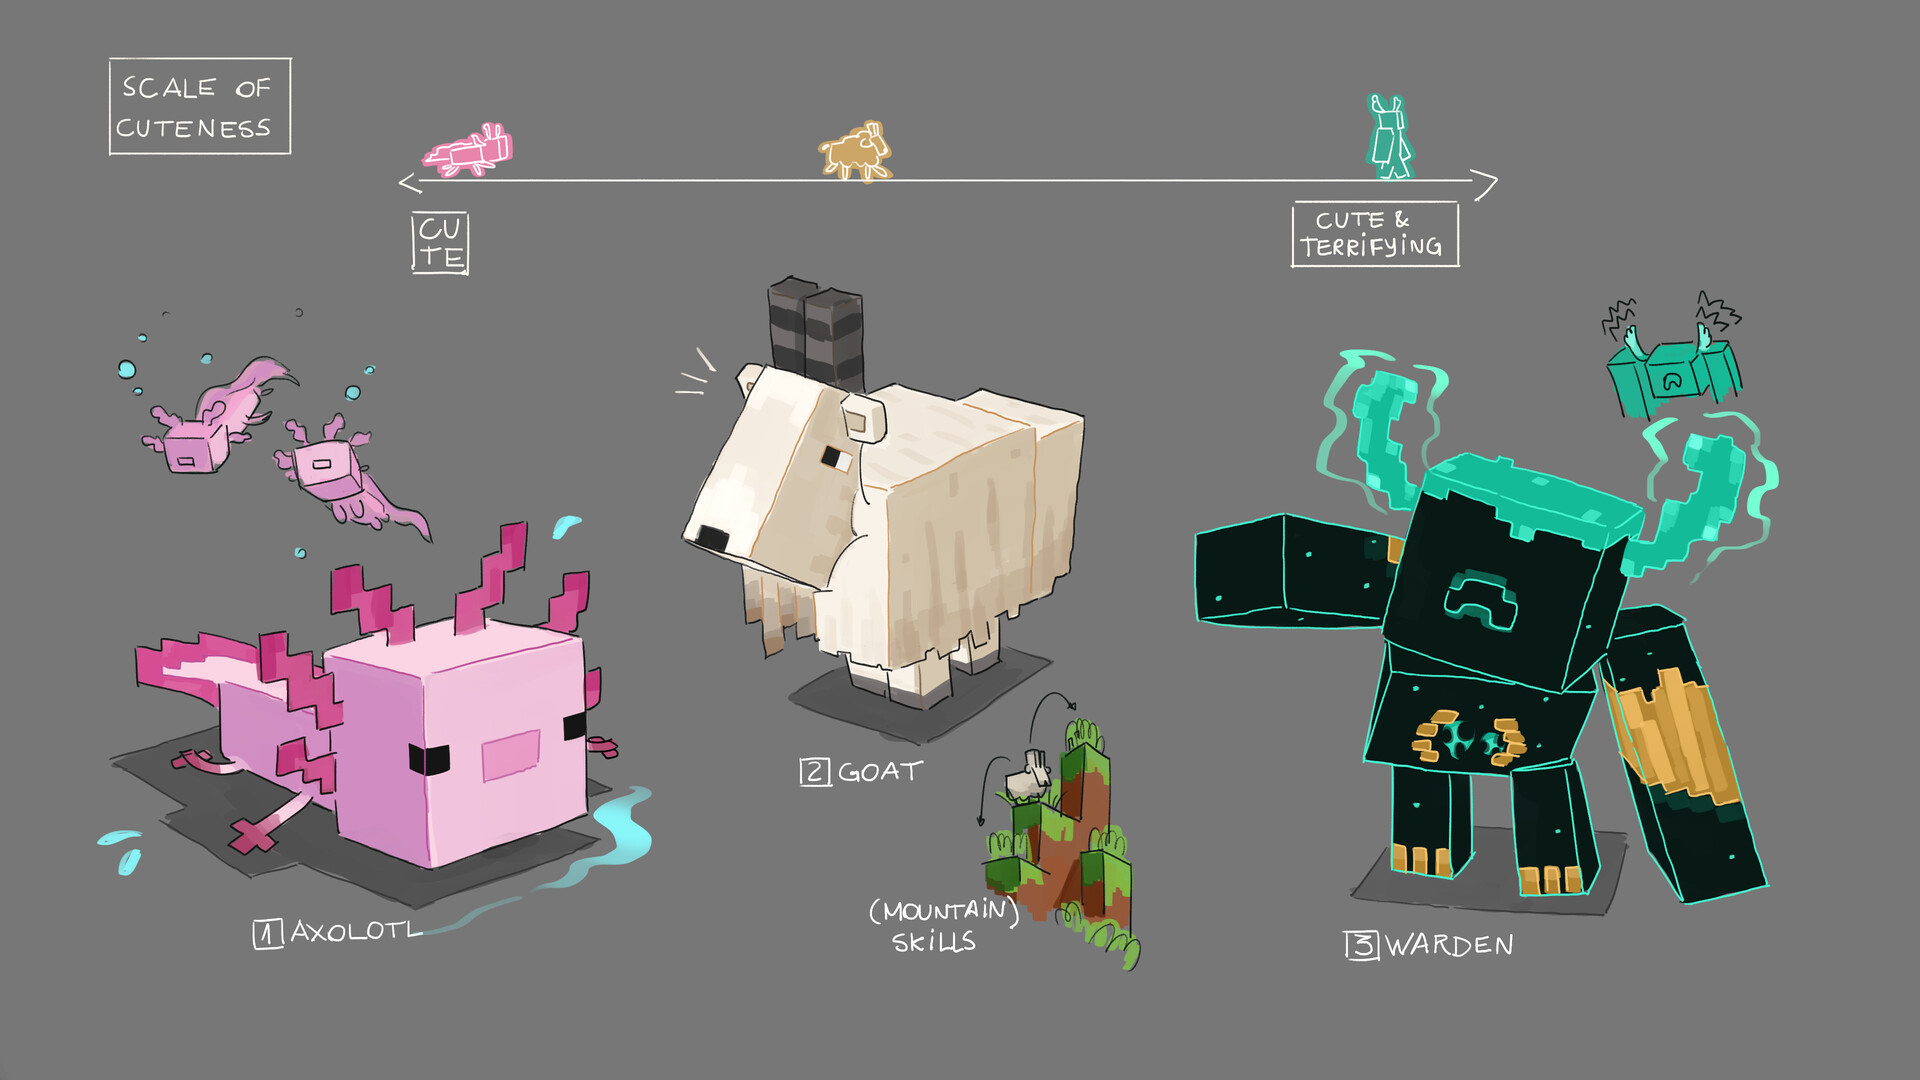 SCALE OF
CUTENESS
CU
TE
CUTE &
TERRiFYiNG
1 AXOLOTL
2 GOAT
(MOUNTAiN)
SKiLLS
3 WARDEN